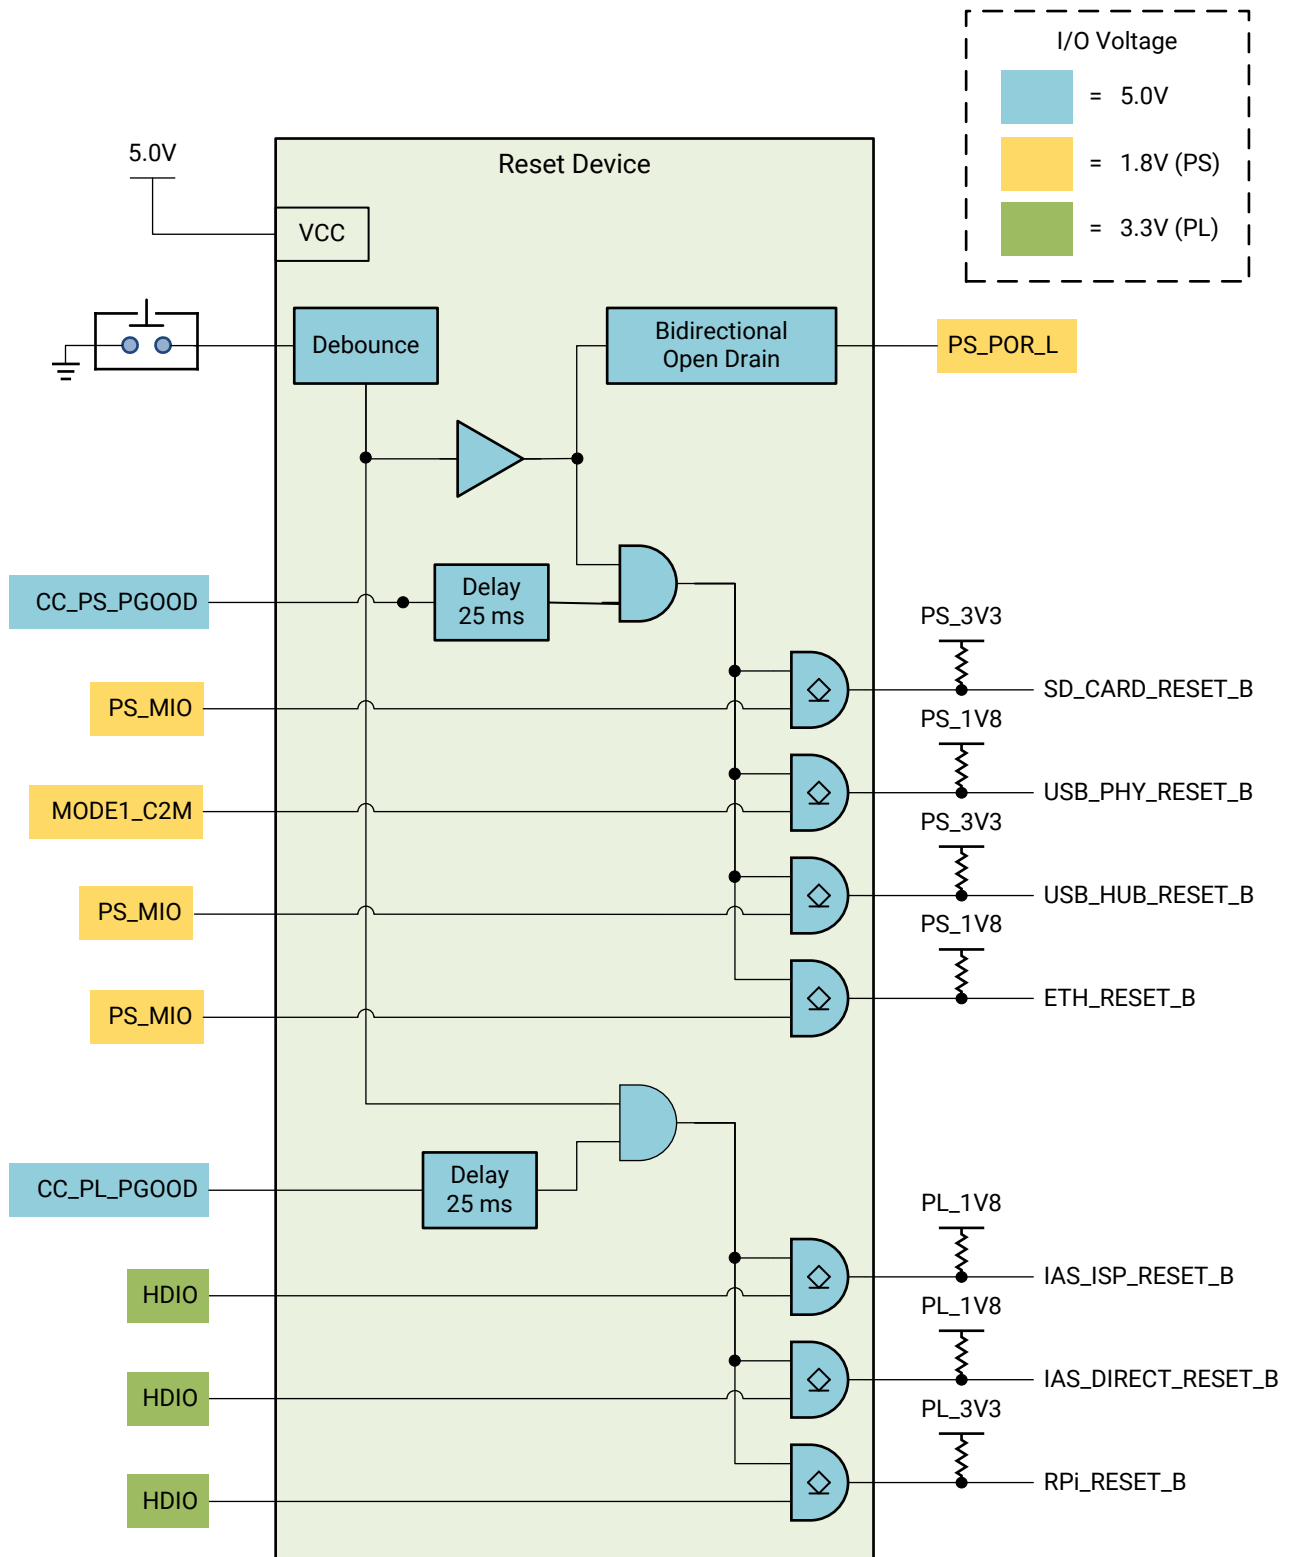 I/O Voltage
= 5.0V
= 1.8V (PS)
= 3.3V (PL)
5.0V
Reset Device
VCC
Debounce
Bidirectional
Open Drain
PS_POR_L
CC_PS_PGOOD
Delay
25 ms
PS_3V3
PS_MIO
SD_CARD_RESET_B
PS_1V8
MODE1_C2M
USB_PHY_RESET_B
PS_3V3
PS_MIO
USB_HUB_RESET_B
PS_1V8
PS_MIO
ETH_RESET_B
CC_PL_PGOOD
Delay
25 ms
PL_1V8
HDIO
IAS_ISP_RESET_B
PL_1V8
HDIO
IAS_DIRECT_RESET_B
PL_3V3
HDIO
RPi_RESET_B